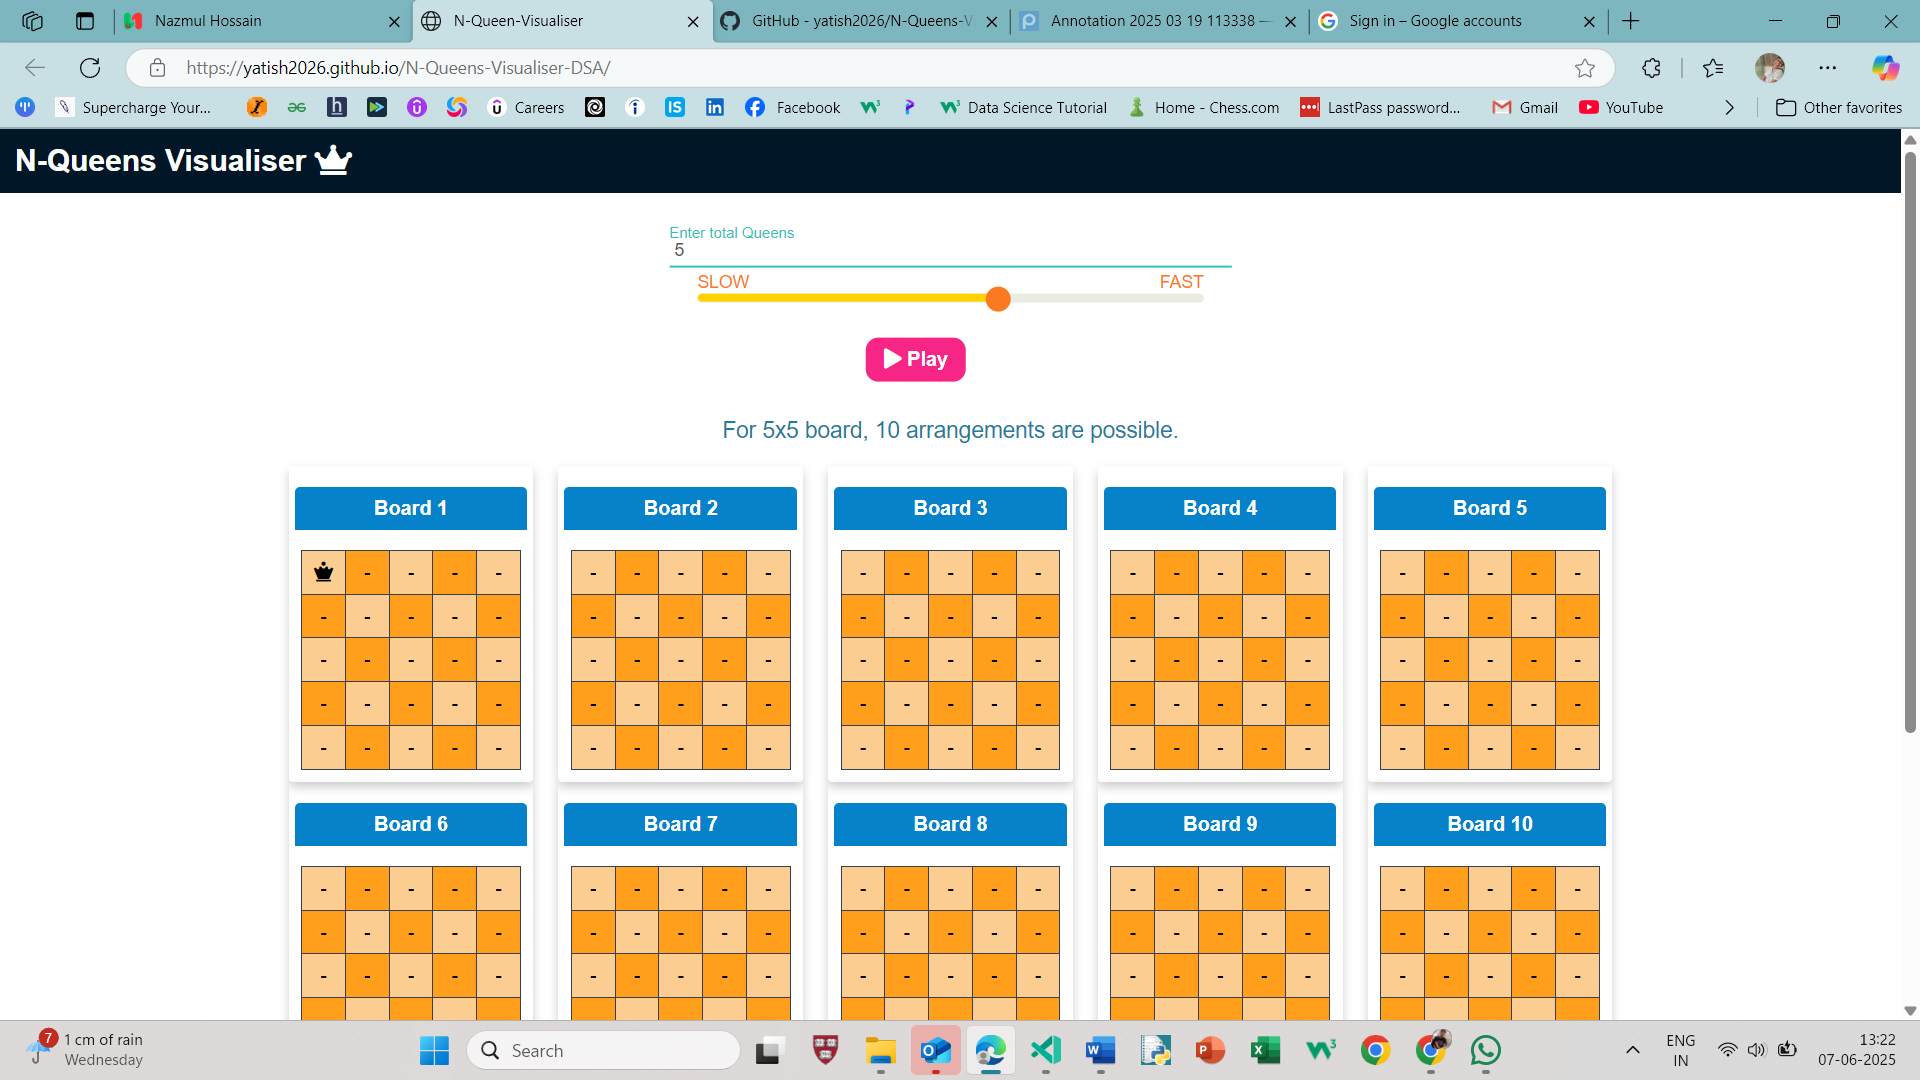 Nazmul Hossain
N-Queen-Visualiser
GitHub - yatish2026/N-Queens-V
Annotation 2025 03 19 113338 —
Sign in – Google accounts
https://yatish2026.github.io/N-Queens-Visualiser-DSA/
Supercharge Your...
Careers
Facebook
Data Science Tutorial
Home - Chess.com
LastPass password...
Gmail
YouTube
Other favorites
N-Queens Visualiser
Enter total Queens
5
SLOW FAST
Play
For 5x5 board, 10 arrangements are possible.
Board 1 Board 2 Board 3 Board 4 Board 5
- - - - - - - - - - - - - - - - - - - - - - - -
- - - - - - - - - - - - - - - - - - - - - - - - -
- - - - - - - - - - - - - - - - - - - - - - - - -
- - - - - - - - - - - - - - - - - - - - - - - - -
- - - - - - - - - - - - - - - - - - - - - - - - -
Board 6 Board 7 Board 8 Board 9 Board 10
- - - - - - - - - - - - - - - - - - - - - - - - -
- - - - - - - - - - - - - - - - - - - - - - - - -
- - - - - - - - - - - - - - - - - - - - - - - - -
7
1 cm of rain
Wednesday
Search
ENG
IN
13:22
07-06-2025